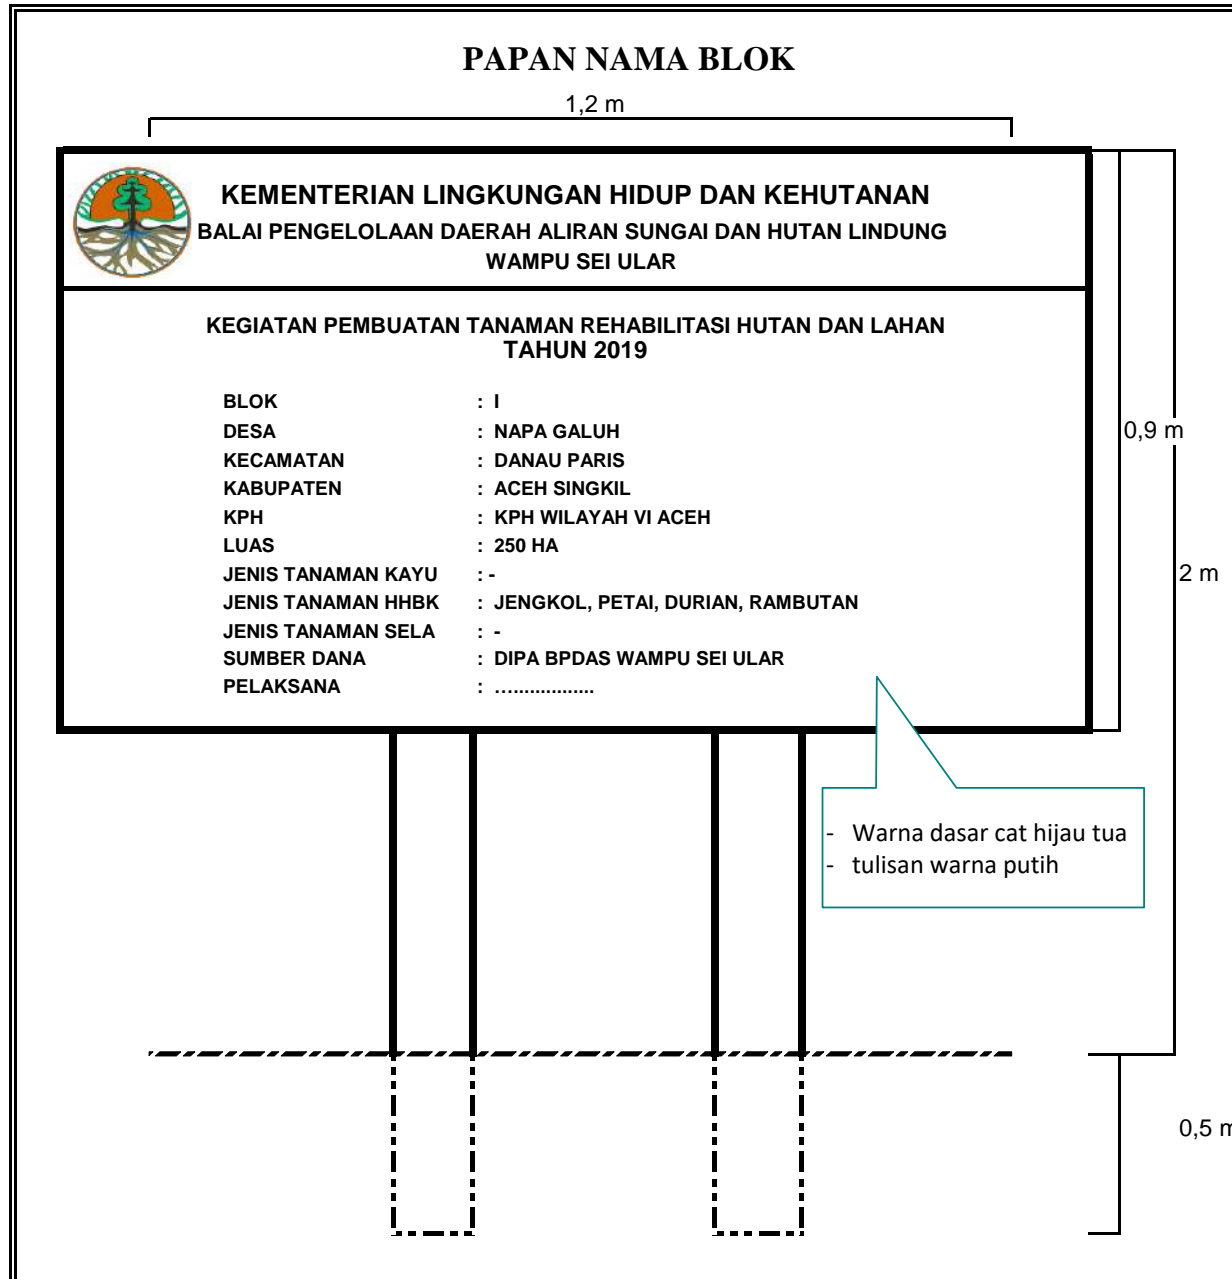 PAPAN NAMA BLOK
1,2 m
KEMENTERIAN LINGKUNGAN HIDUP DAN KEHUTANAN
BALAI PENGELOLAAN DAERAH ALIRAN SUNGAI DAN HUTAN LINDUNG
WAMPU SEI ULAR
KEGIATAN PEMBUATAN TANAMAN REHABILITASI HUTAN DAN LAHAN
TAHUN 2019
BLOK : I
DESA : NAPA GALUH
KECAMATAN : DANAU PARIS
KABUPATEN : ACEH SINGKIL
KPH : KPH WILAYAH VI ACEH
LUAS : 250 HA
JENIS TANAMAN KAYU : -
JENIS TANAMAN HHBK : JENGKOL, PETAI, DURIAN, RAMBUTAN
JENIS TANAMAN SELA : -
SUMBER DANA : DIPA BPDAS WAMPU SEI ULAR
PELAKSANA : ..................
0,9 m
2 m
- Warna dasar cat hijau tua
- tulisan warna putih
0,5 m